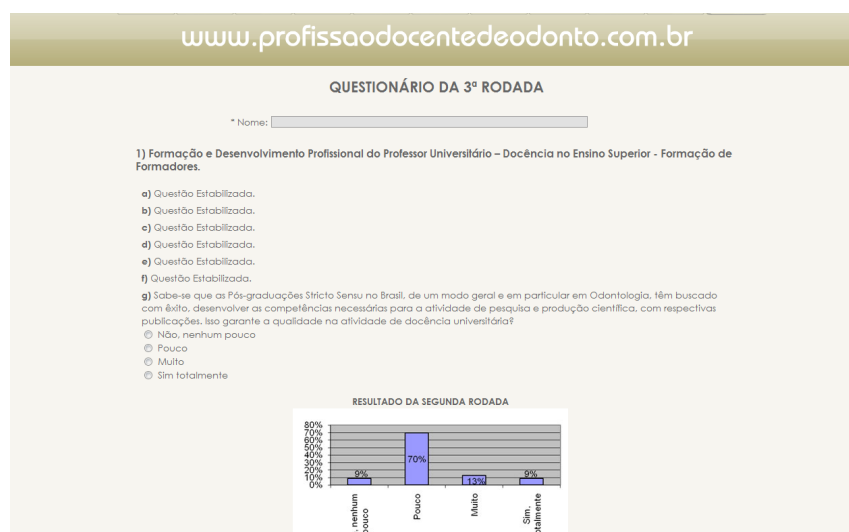 www.profissaodocentedeodonto.com.br
QUESTIONÁRIO DA 3ª RODADA
* Nome:
1) Formação e Desenvolvimento Profissional do Professor Universitário – Docência no Ensino Superior - Formação de
Formadores.
a) Questão Estabilizada.
b) Questão Estabilizada.
c) Questão Estabilizada.
d) Questão Estabilizada.
e) Questão Estabilizada.
f) Questão Estabilizada.
g) Sabe-se que as Pós-graduações Stricto Sensu no Brasil, de um modo geral e em particular em Odontologia, têm buscado
com êxito, desenvolver as competências necessárias para a atividade de pesquisa e produção científica, com respectivas
publicações. Isso garante a qualidade na atividade de docência universitária?
Não, nenhum pouco
Pouco
Muito
Sim totalmente
RESULTADO DA SEGUNDA RODADA
80%
70%
60%
50%
40%
30%
20%
10%
0%
9%
70%
13%
9%
nenhum
pouco
Pouco
Muito
Sim.
talmente